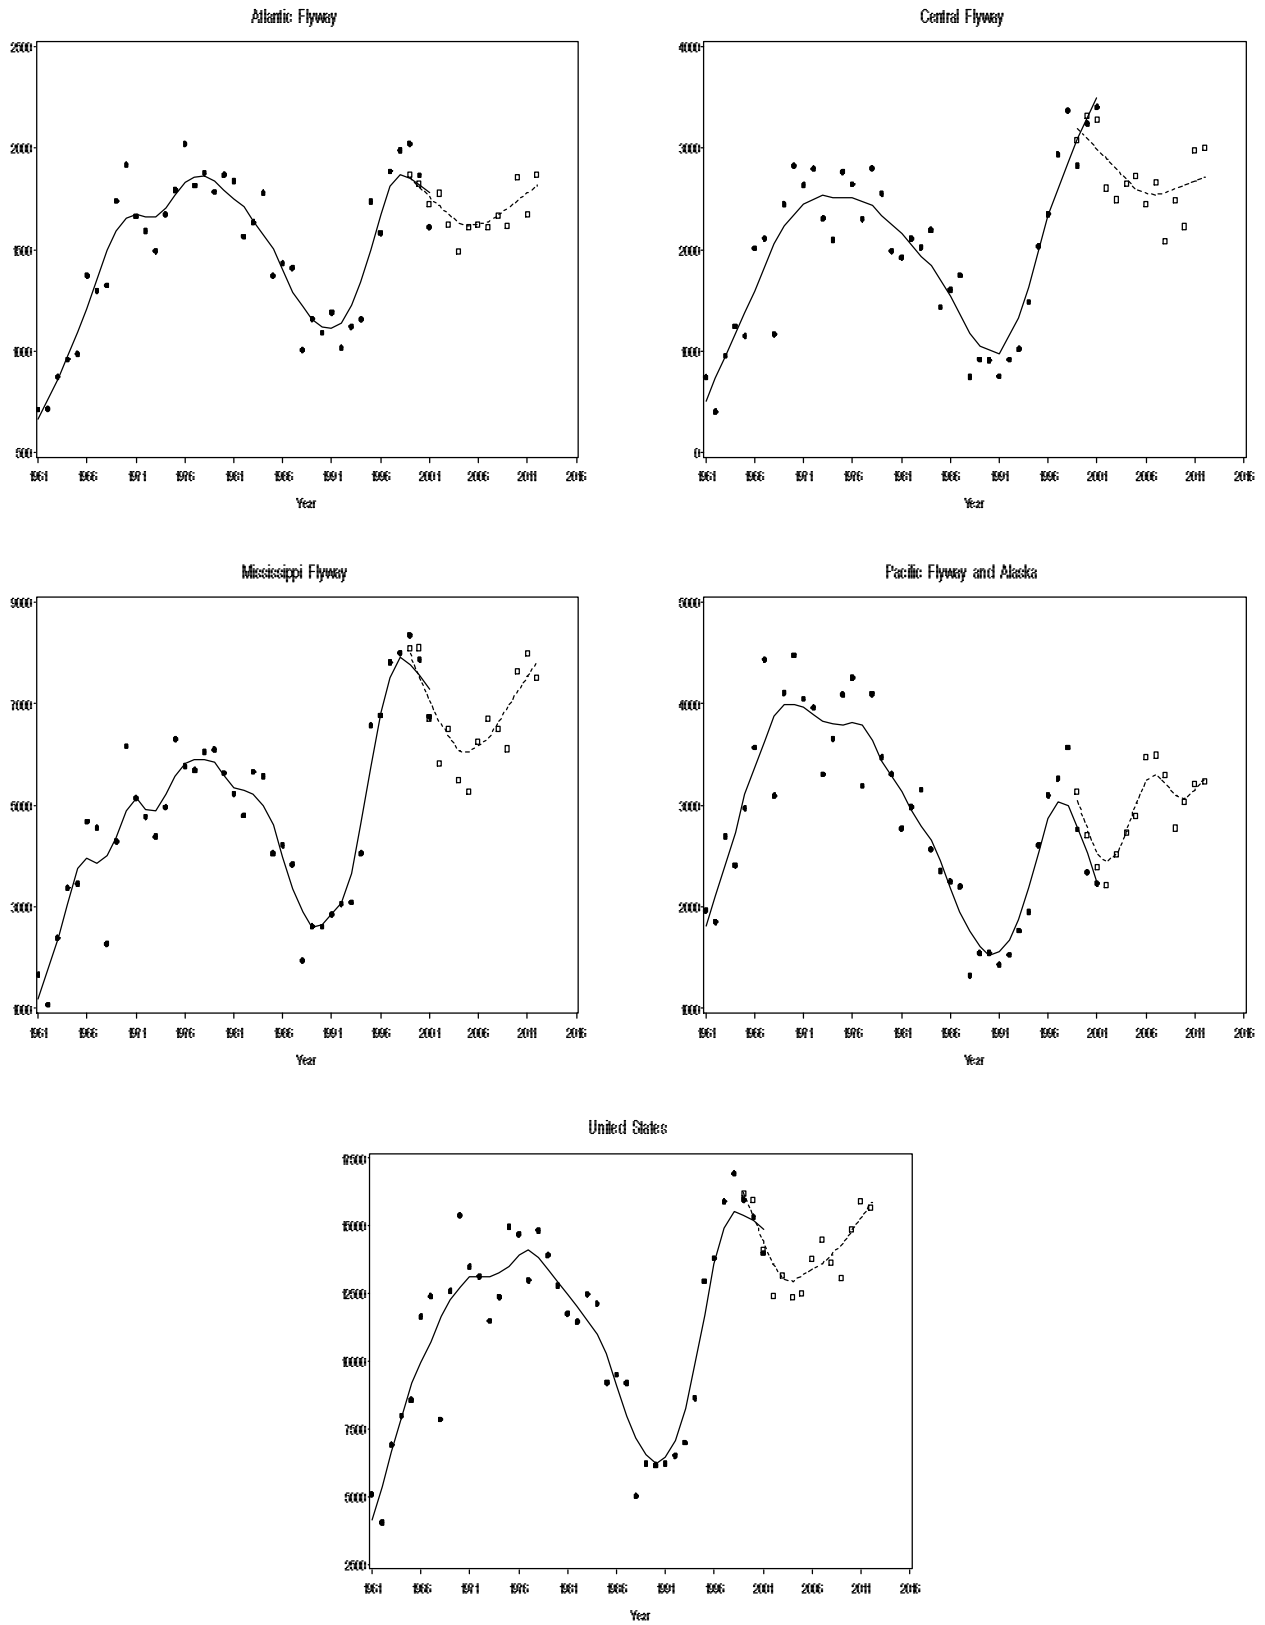 Atlantic Flyway
2500
2000
1500
1000
500
1961 1966 1971 1976 1981 1986 1991 1996 2001 2006 2011 2016
Year
Central Flyway
4000
3000
2000
1000
0
1961 1966 1971 1976 1981 1986 1991 1996 2001 2006 2011 2016
Year
Mississippi Flyway
9000
7000
5000
3000
1000
1961 1966 1971 1976 1981 1986 1991 1996 2001 2006 2011 2016
Year
Pacific Flyway and Alaska
5000
4000
3000
2000
1000
1961 1966 1971 1976 1981 1986 1991 1996 2001 2006 2011 2016
Year
United States
17500
15000
12500
10000
7500
5000
2500
1961 1966 1971 1976 1981 1986 1991 1996 2001 2006 2011 2016
Year